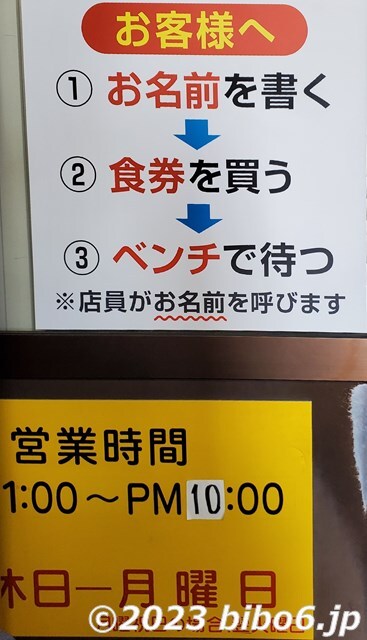 お客様へ
① お名前を書く
② 食券を買う
③ ベンチで待つ
※店員がお名前を呼びます
営業時間
1:00～PM10:00
休日ー月曜日
©2023 bibo6.jp